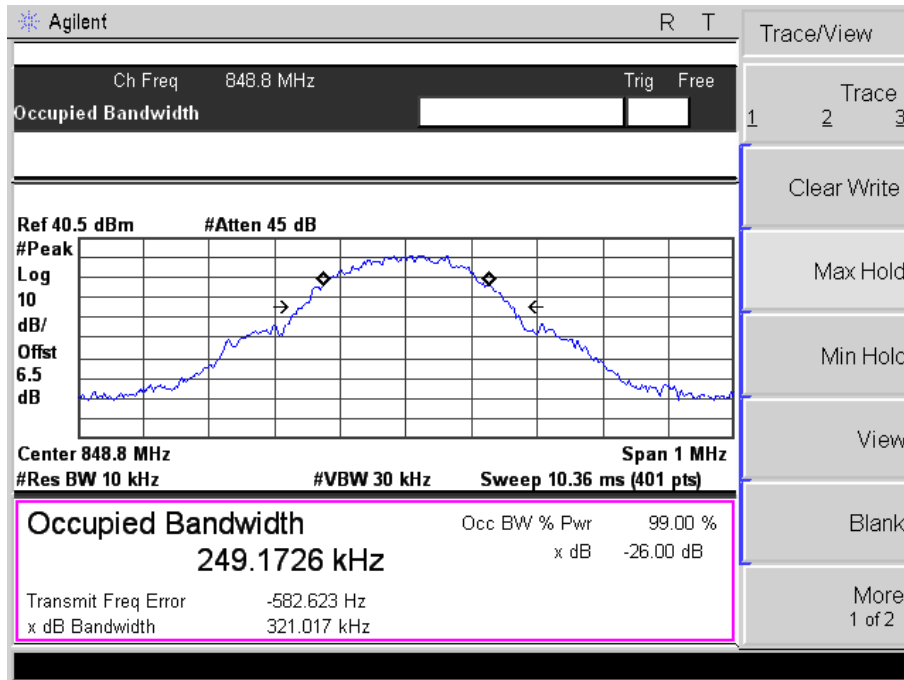 Agilent R T
Trace/View
Ch Freq 848.8 MHz Trig Free
Occupied Bandwidth
Trace
1 2 3
Clear Write
Max Hold
Min Hold
View
Blank
More
1 of 2
Ref 40.5 dBm #Atten 45 dB
#Peak
Log
10
dB/
Offst
6.5
dB
Center 848.8 MHz Span 1 MHz
#Res BW 10 kHz #VBW 30 kHz Sweep 10.36 ms (401 pts)
Occupied Bandwidth Occ BW % Pwr 99.00 %
249.1726 kHz x dB -26.00 dB
Transmit Freq Error -582.623 Hz
x dB Bandwidth 321.017 kHz